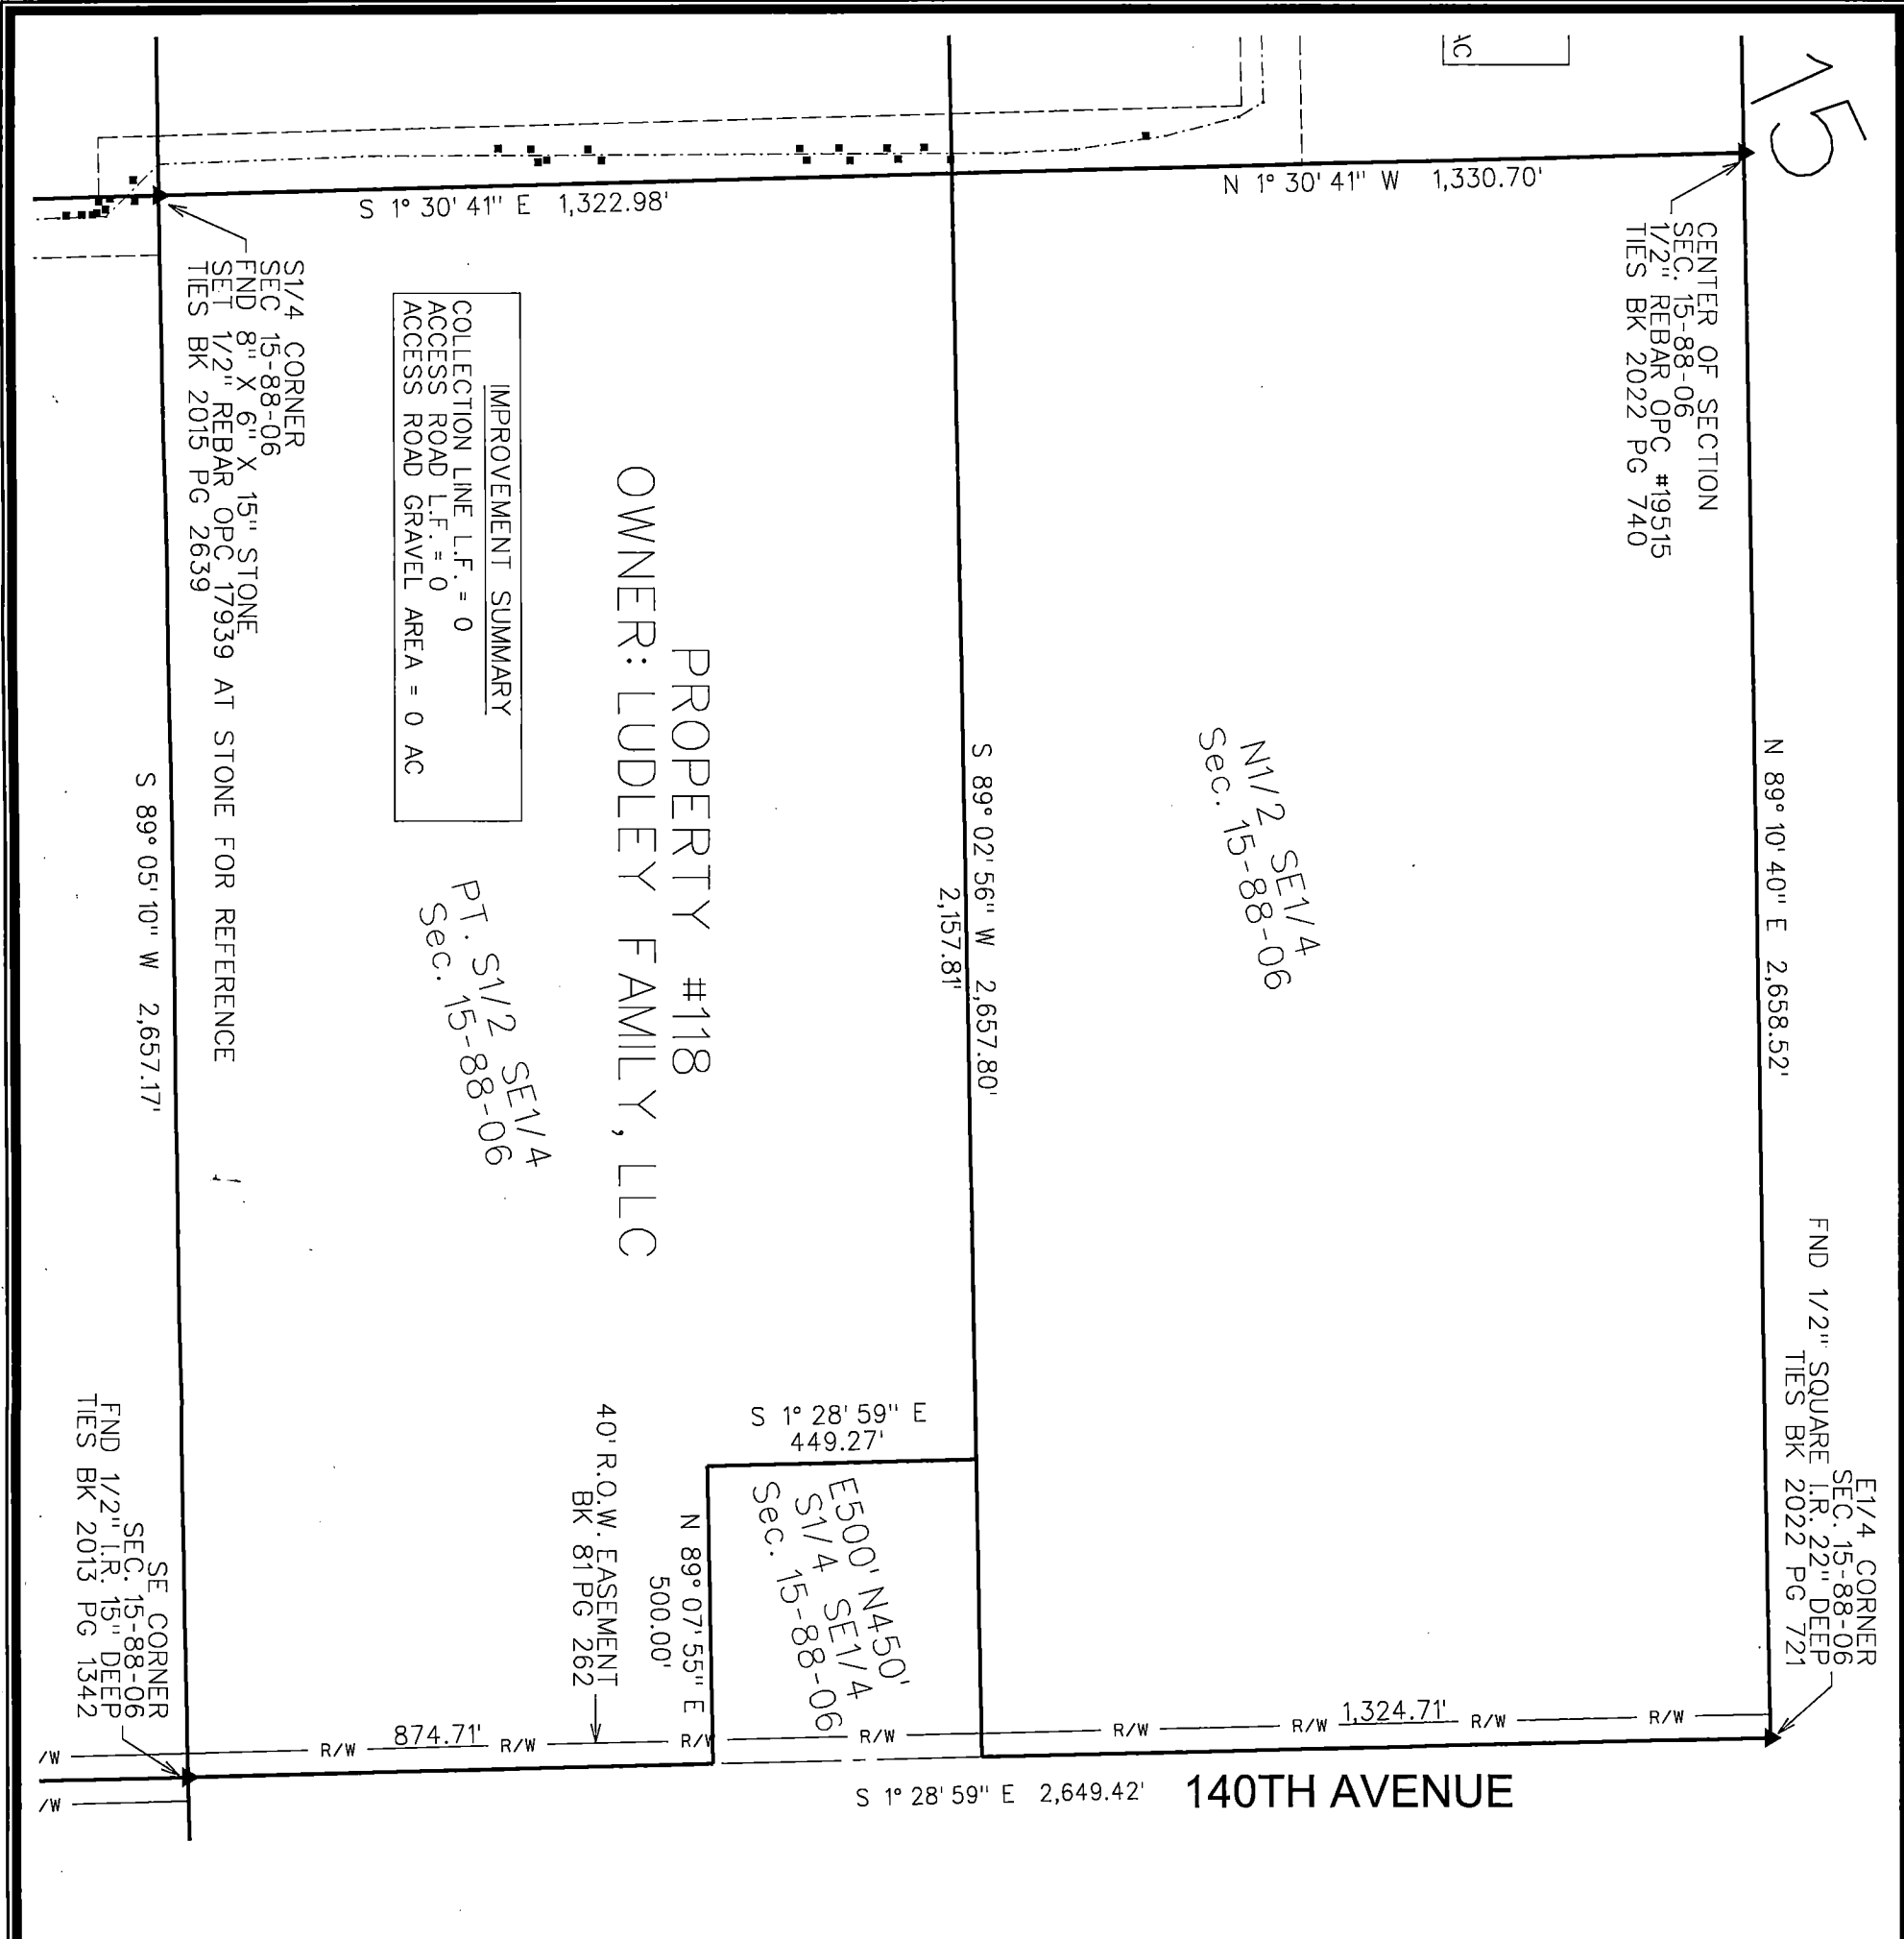 15
AC
N 1° 30' 41" W 1,330.70'
S 1° 30' 41" E 1,322.98'
CENTER OF SECTION
SEC. 15-88-06
1/2" REBAR OPC #19515
TIES BK 2022 PG 740
N 89° 10' 40" E 2,658.52'
E1/4 CORNER
SEC. 15-88-06
FND 1/2" SQUARE I.R. 22" DEEP
TIES BK 2022 PG 721
N1/2 SE1/4
Sec. 15-88-06
S 89° 02' 56" W 2,657.80'
2,157.81'
PROPERTY #118
OWNER: LUDLEY FAMILY, LLC
IMPROVEMENT SUMMARY
COLLECTION LINE L.F. = 0
ACCESS ROAD L.F. = 0
ACCESS ROAD GRAVEL AREA = 0 AC
PT. S1/2 SE1/4
Sec. 15-88-06
S1/4 CORNER
SEC 15-88-06
FND 8" X 6" X 15" STONE
SET 1/2" REBAR OPC 17939 AT STONE FOR REFERENCE
TIES BK 2015 PG 2639
S 89° 05' 10" W 2,657.17'
S 1° 28' 59" E
449.27'
E500' N450'
S1/4 SE1/4
Sec. 15-88-06
N 89° 07' 55" E
500.00'
40' R.O.W. EASEMENT
BK 81 PG 262
SE CORNER
SEC. 15-88-06
FND 1/2" I.R. 15" DEEP
TIES BK 2013 PG 1342
/W R/W 874.71' R/W R/W R/W R/W R/W 1,324.71' R/W R/W
/W
S 1° 28' 59" E 2,649.42' 140TH AVENUE